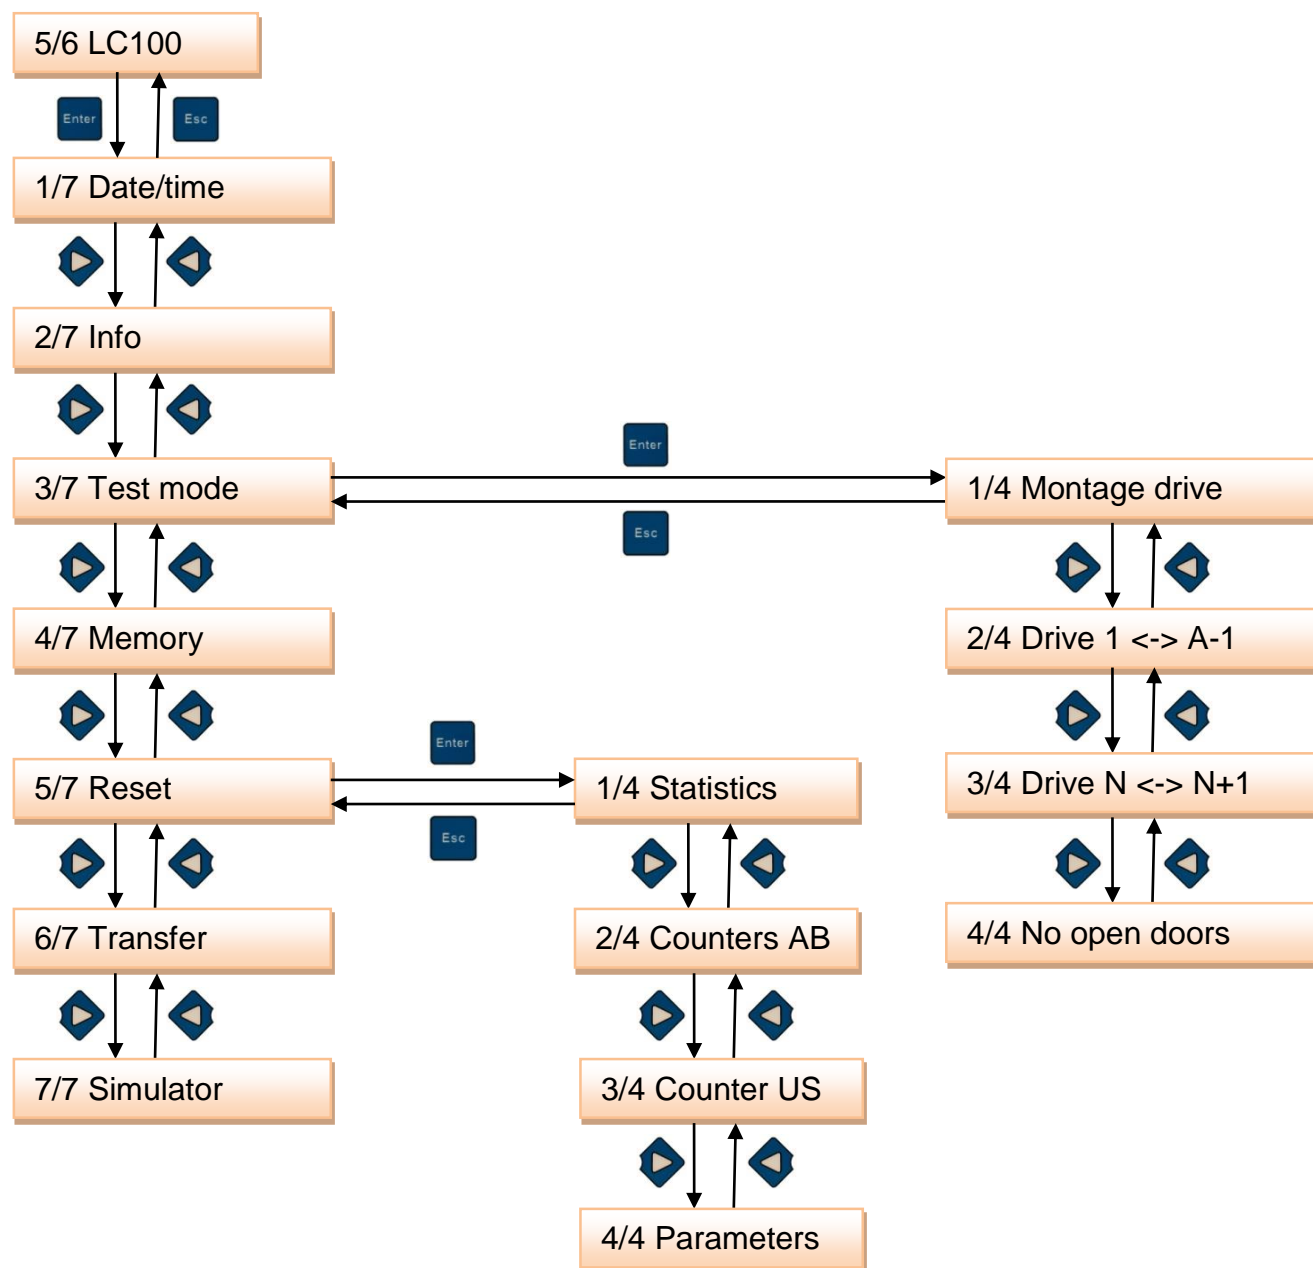 5/6 LC100
Enter
Esc
1/7 Date/time
2/7 Info
Enter
3/7 Test mode
1/4 Montage drive
Esc
4/7 Memory
2/4 Drive 1 <-> A-1
Enter
5/7 Reset
1/4 Statistics
3/4 Drive N <-> N+1
Esc
6/7 Transfer
2/4 Counters AB
4/4 No open doors
7/7 Simulator
3/4 Counter US
4/4 Parameters